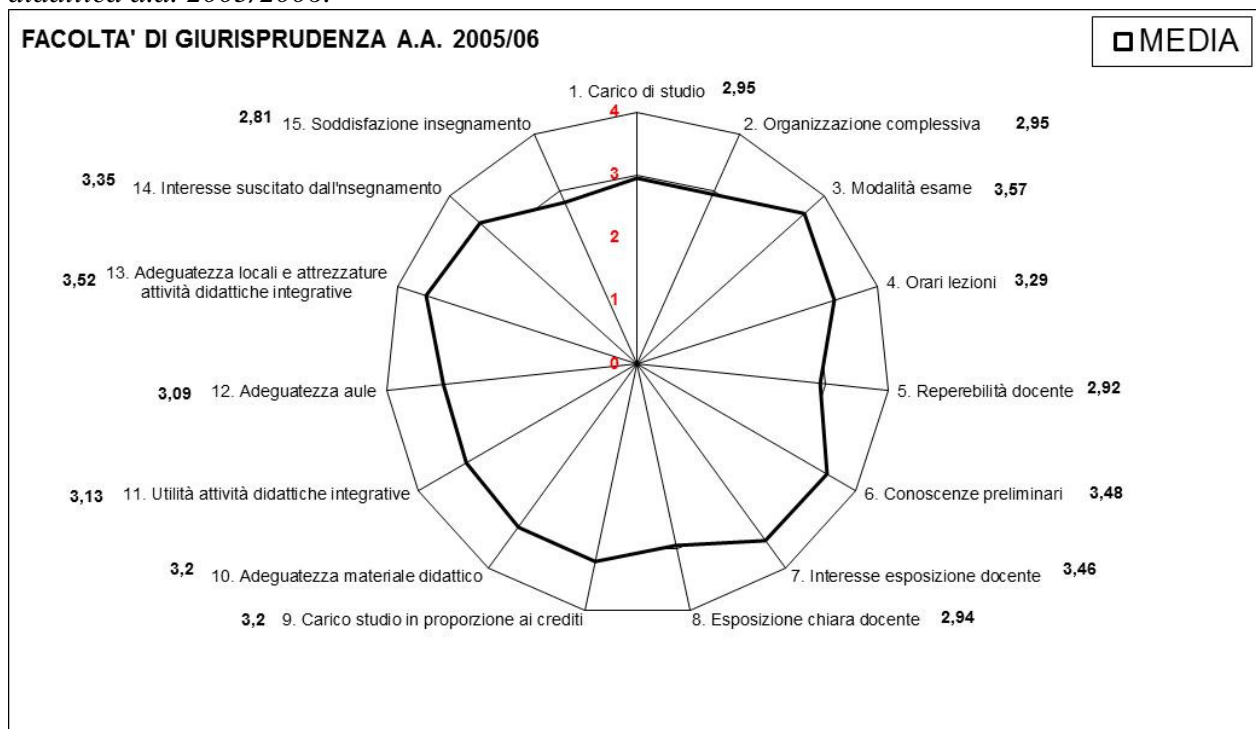 didattica a.a. 2005/2006.
FACOLTA' DI GIURISPRUDENZA A.A. 2005/06
MEDIA
1. Carico di studio 2,95
2. Organizzazione complessiva 2,95
3. Modalità esame 3,57
4. Orari lezioni 3,29
5. Reperebilità docente 2,92
6. Conoscenze preliminari 3,48
7. Interesse esposizione docente 3,46
8. Esposizione chiara docente 2,94
3,2 9. Carico studio in proporzione ai crediti
3,2 10. Adeguatezza materiale didattico
3,13 11. Utilità attività didattiche integrative
3,09 12. Adeguatezza aule
3,52 13. Adeguatezza locali e attrezzature
attività didattiche integrative
3,35 14. Interesse suscitato dall'nsegnamento
2,81 15. Soddisfazione insegnamento
4
3
2
1
0